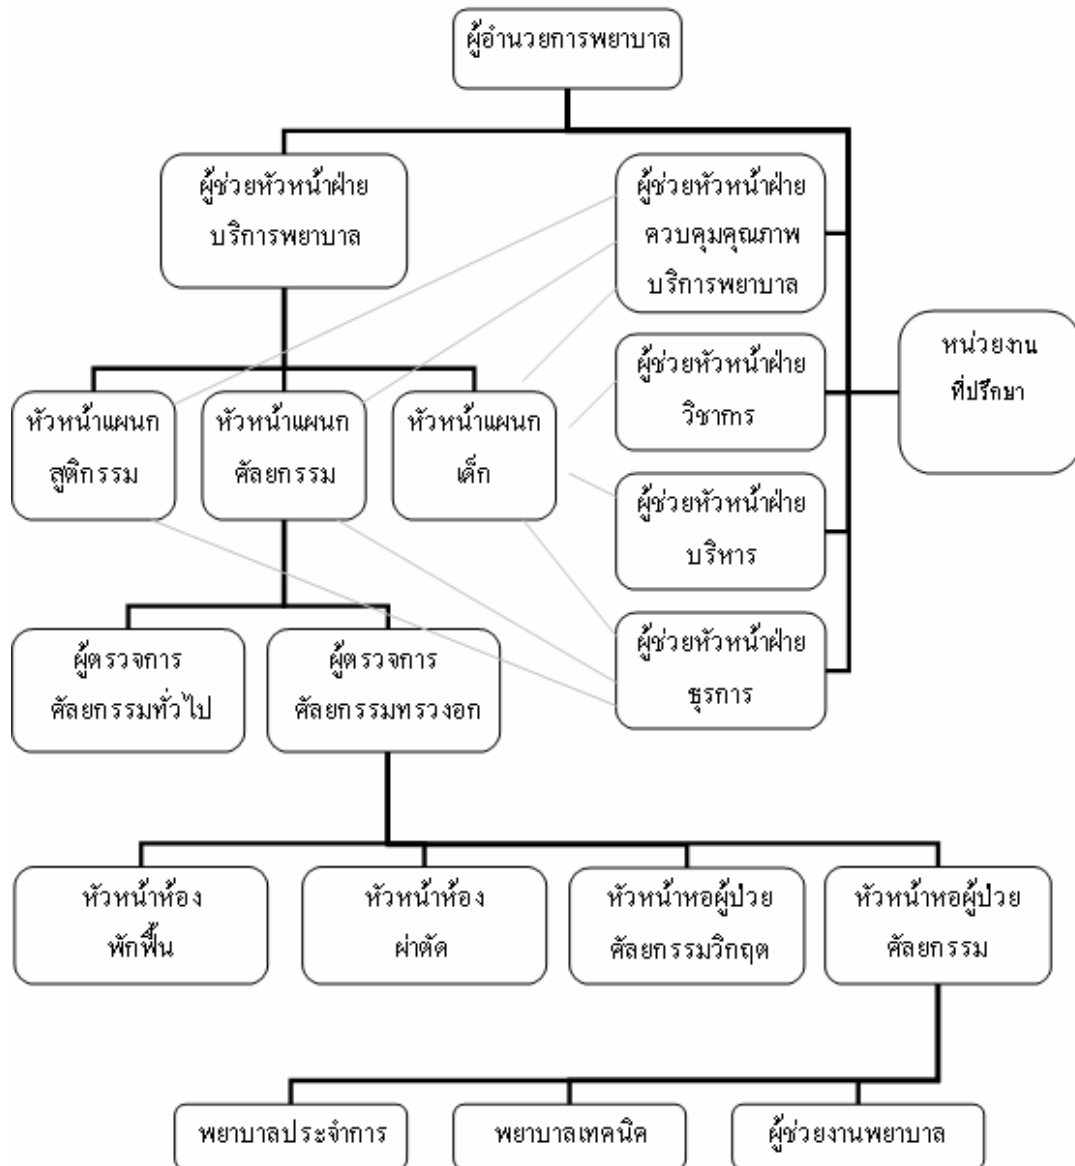 ผู้อำนวยการพยาบาล
ผู้ช่วยหัวหน้าฝ่าย
บริการพยาบาล
ผู้ช่วยหัวหน้าฝ่าย
ควบคุมคุณภาพ
บริการพยาบาล
หน่วยงาน
ที่ปรึกษา
ผู้ช่วยหัวหน้าฝ่าย
วิชาการ
หัวหน้าแผนก
สูติกรรม
หัวหน้าแผนก
ศัลยกรรม
หัวหน้าแผนก
เด็ก
ผู้ช่วยหัวหน้าฝ่าย
บริหาร
ผู้ช่วยหัวหน้าฝ่าย
ธุรการ
ผู้ตรวจการ
ศัลยกรรมทั่วไป
ผู้ตรวจการ
ศัลยกรรมทรวงอก
หัวหน้าห้อง
พักฟื้น
หัวหน้าห้อง
ผ่าตัด
หัวหน้าหอผู้ป่วย
ศัลยกรรมวิกฤต
หัวหน้าหอผู้ป่วย
ศัลยกรรม
พยาบาลประจำการ
พยาบาลเทคนิค
ผู้ช่วยงานพยาบาล